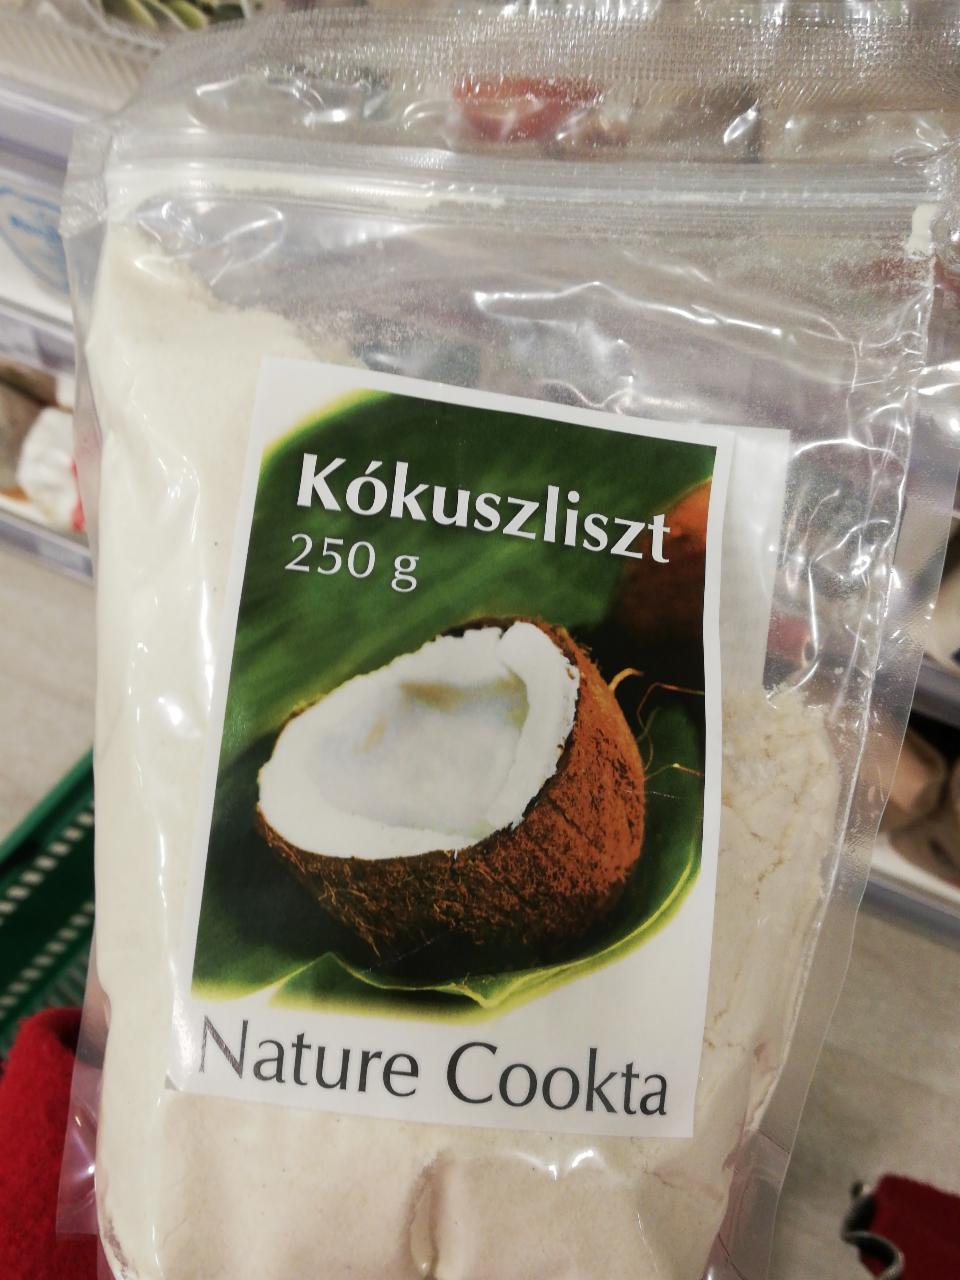 Kókuszliszt
250 g
Nature Cookta